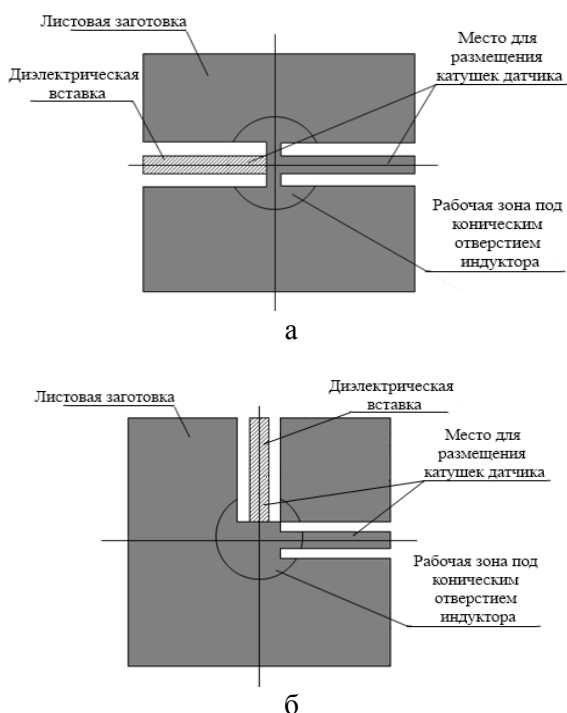 Листовая заготовка
Диэлектрическая
вставка
Место для
размещения
катушек датчика
Рабочая зона под
коническим
отверстием
индуктора
а
Листовая заготовка
Диэлектрическая
вставка
Место для
размещения
катушек датчика
Рабочая зона под
коническим
отверстием
индуктора
б